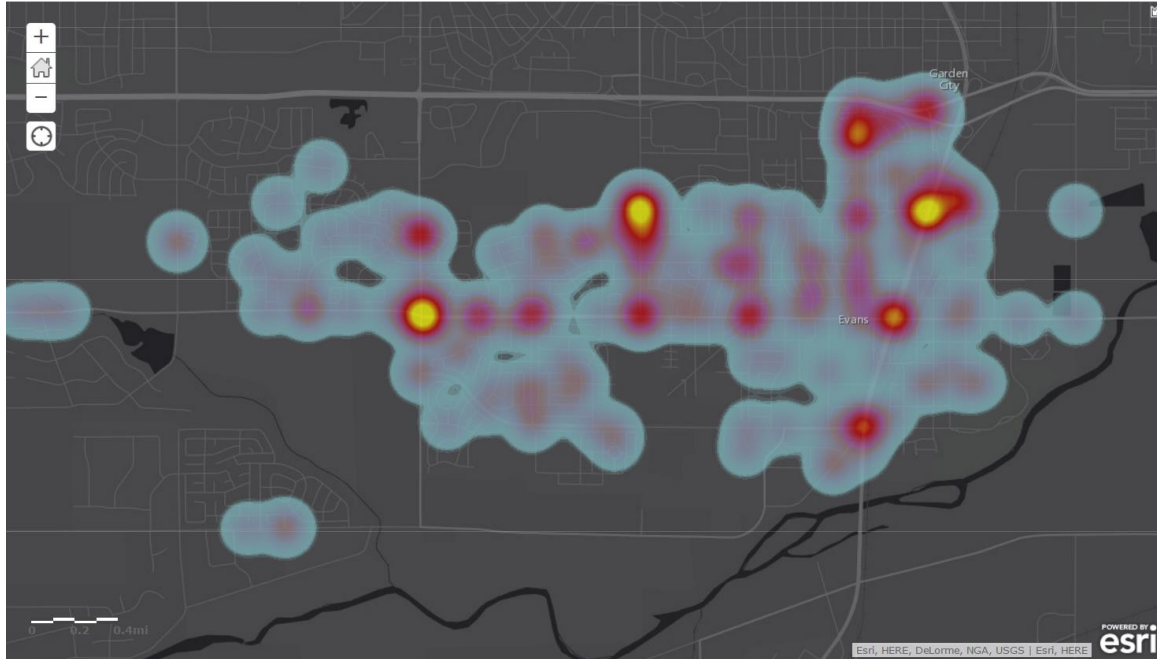 +
−
Garden
City
Evans
0 0.2 0.4mi
POWERED BY
esri
Esri, HERE, DeLorme, NGA, USGS | Esri, HERE